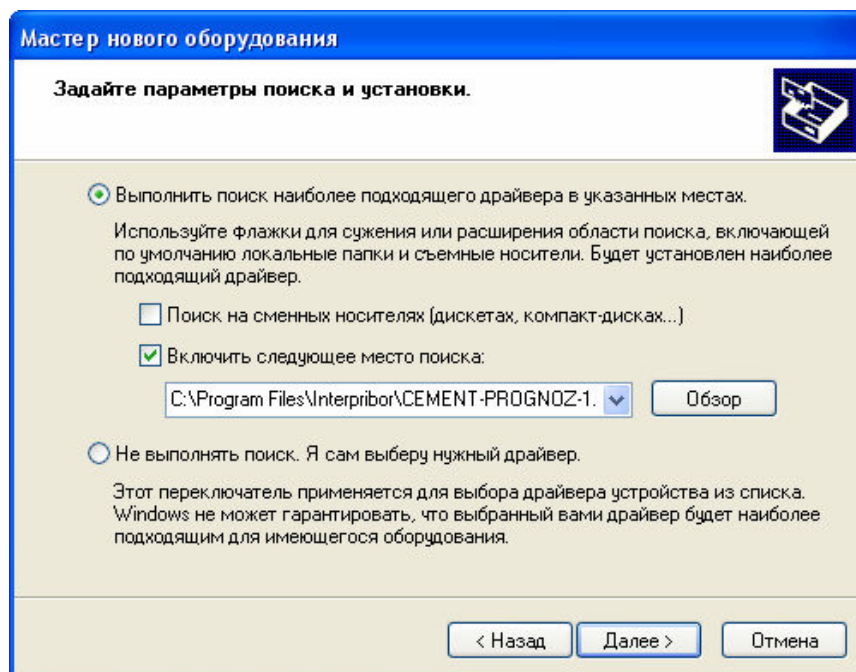 Мастер нового оборудования
Задайте параметры поиска и установки.
Выполнить поиск наиболее подходящего драйвера в указанных местах.
Используйте флажки для сужения или расширения области поиска, включающей
по умолчанию локальные папки и съемные носители. Будет установлен наиболее
подходящий драйвер.
Поиск на сменных носителях (дискетах, компакт-дисках...)
Включить следующее место поиска:
C:\Program Files\Interpribor\CEMENT-PROGNOZ-1.
Обзор
Не выполнять поиск. Я сам выберу нужный драйвер.
Этот переключатель применяется для выбора драйвера устройства из списка.
Windows не может гарантировать, что выбранный вами драйвер будет наиболее
подходящим для имеющегося оборудования.
< Назад Далее > Отмена